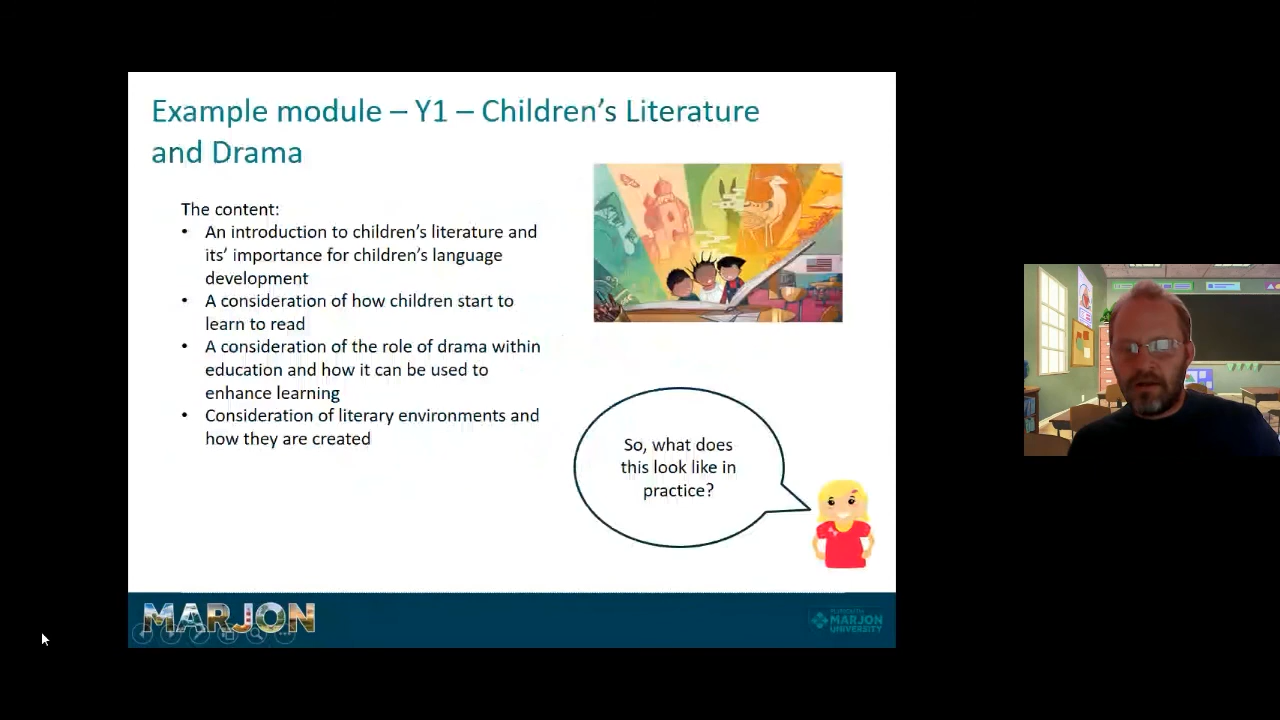 Example module – Y1 – Children's Literature
and Drama
The content:
• An introduction to children's literature and
its' importance for children's language
development
• A consideration of how children start to
learn to read
• A consideration of the role of drama within
education and how it can be used to
enhance learning
• Consideration of literary environments and
how they are created
So, what does
this look like in
practice?
MARJON
PLYMOUTH
MARJON
UNIVERSITY